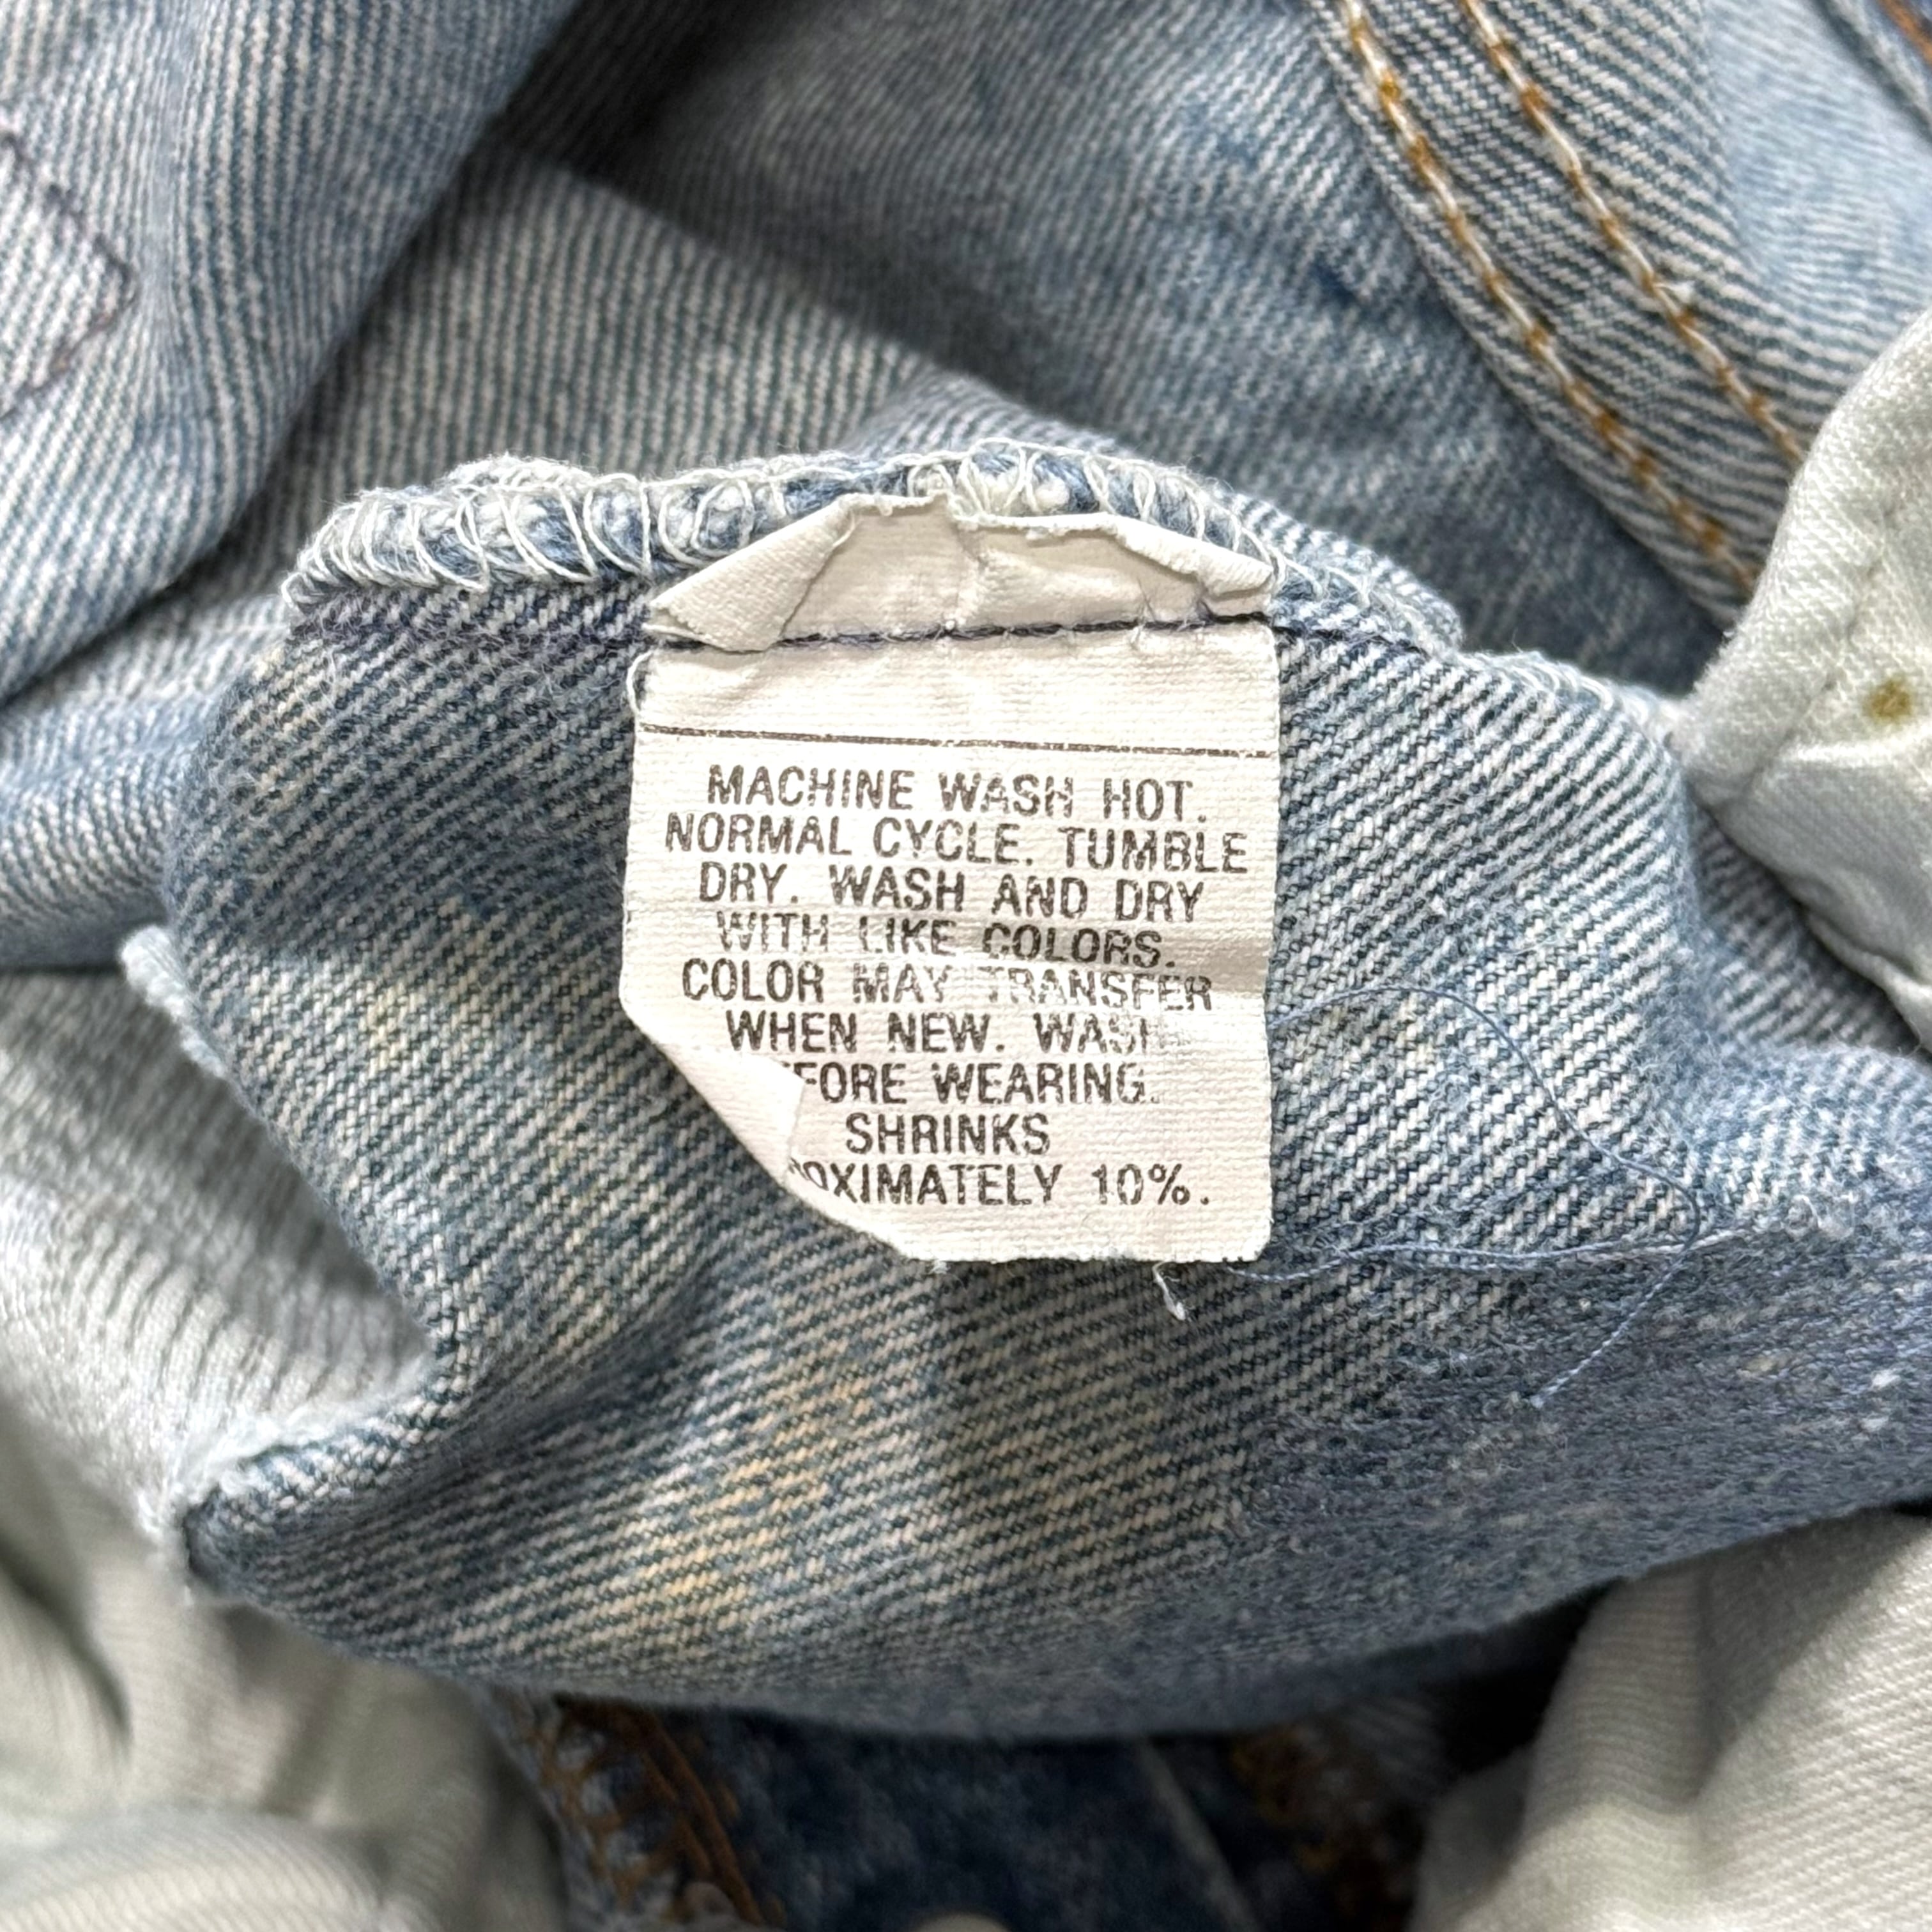 MACHINE WASH HOT.
NORMAL CYCLE. TUMBLE
DRY. WASH AND DRY
WITH LIKE COLORS.
COLOR MAY TRANSFER
WHEN NEW. WASH
FORE WEARING.
SHRINKS
OXIMATELY 10%.